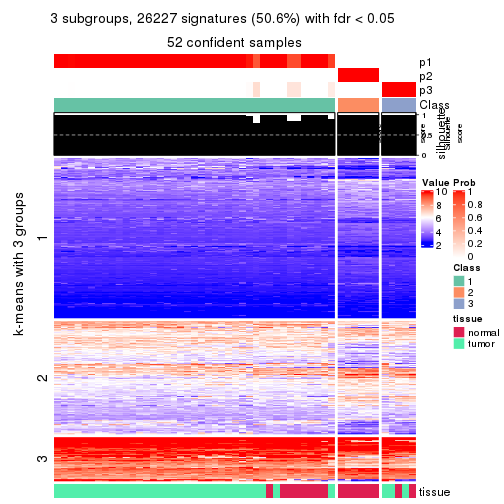 3 subgroups, 26227 signatures (50.6%) with fdr < 0.05
52 confident samples
p1
p2
p3
Class
1
0.5
0
silhouette
score
k-means with 3 groups
1
2
3
Value
10
8
6
4
2
Prob
1
0.8
0.6
0.4
0.2
0
Class
1
2
3
tissue
normal
tumor
tissue